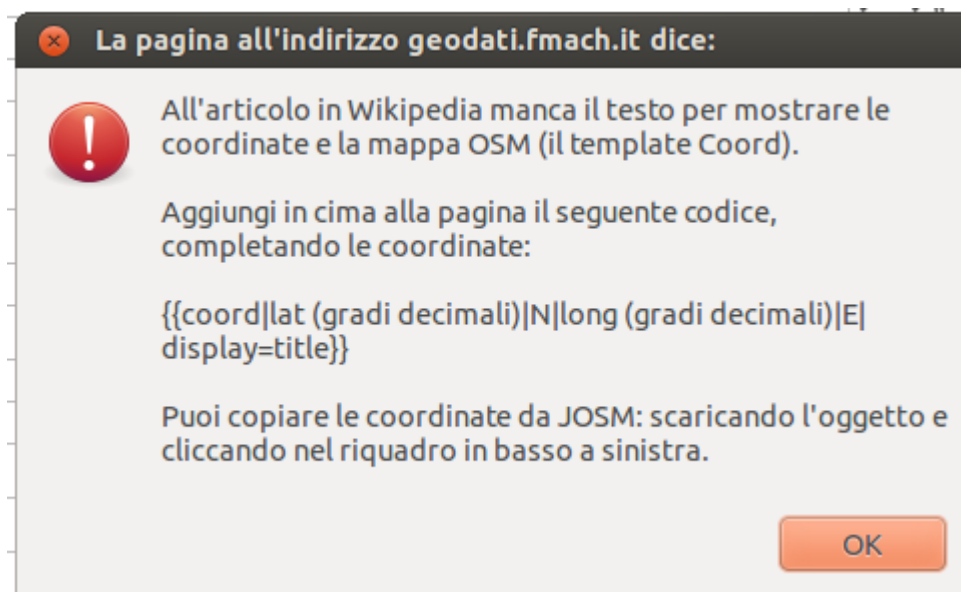 La pagina all'indirizzo geodati.fmach.it dice:
All'articolo in Wikipedia manca il testo per mostrare le
coordinate e la mappa OSM (il template Coord).
Aggiungi in cima alla pagina il seguente codice,
completando le coordinate:
{{coord|lat (gradi decimali)|N|long (gradi decimali)|E|
display=title}}
Puoi copiare le coordinate da JOSM: scaricando l'oggetto e
cliccando nel riquadro in basso a sinistra.
OK